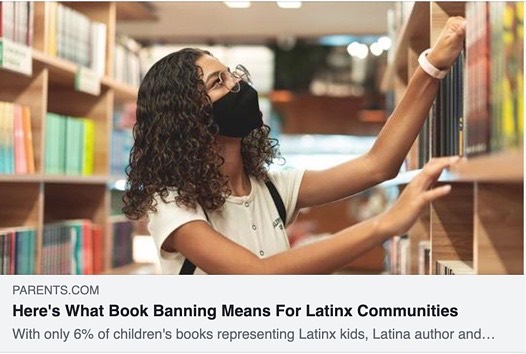 PARENTS.COM
Here's What Book Banning Means For Latinx Communities
With only 6% of children's books representing Latinx kids, Latina author and…